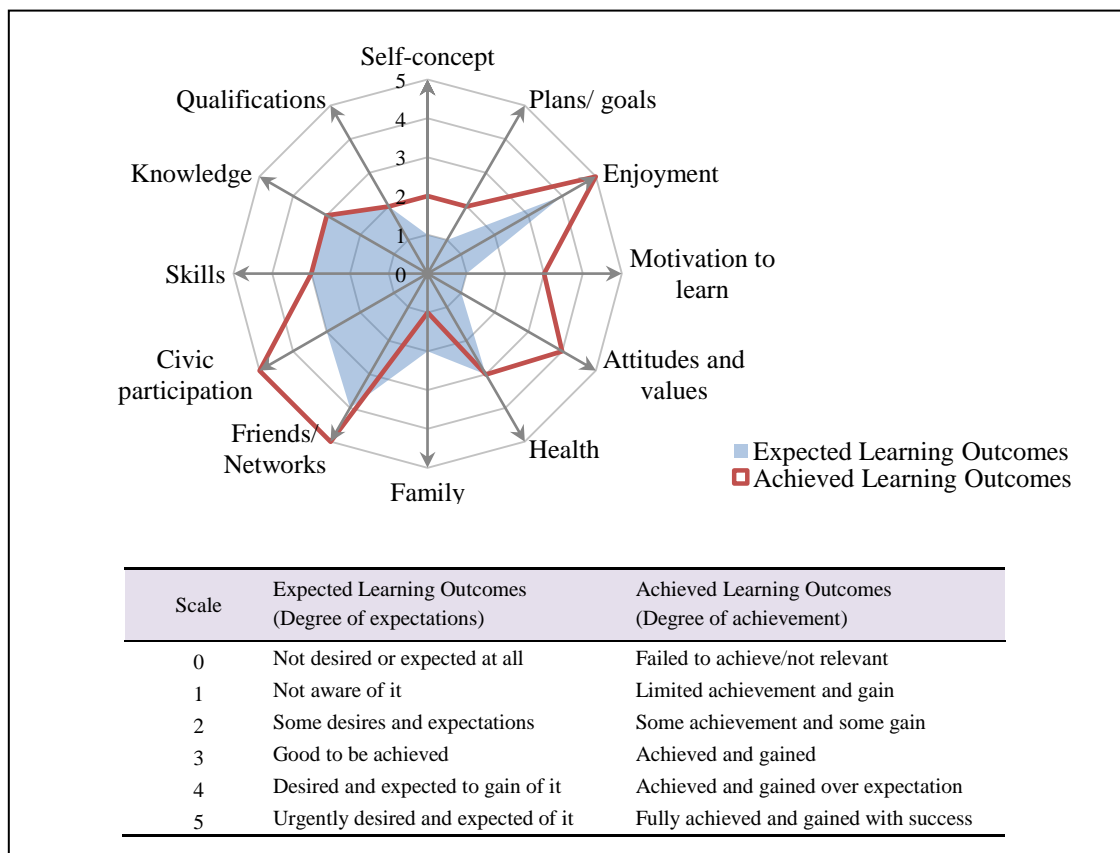 Self-concept
Plans/ goals
Enjoyment
Motivation to
learn
Attitudes and
values
Health
Family
Friends/
Networks
Civic
participation
Skills
Knowledge
Qualifications
5
4
3
2
1
0
Expected Learning Outcomes
Achieved Learning Outcomes
Scale
Expected Learning Outcomes
(Degree of expectations)
Achieved Learning Outcomes
(Degree of achievement)
0 Not desired or expected at all Failed to achieve/not relevant
1 Not aware of it Limited achievement and gain
2 Some desires and expectations Some achievement and some gain
3 Good to be achieved Achieved and gained
4 Desired and expected to gain of it Achieved and gained over expectation
5 Urgently desired and expected of it Fully achieved and gained with success